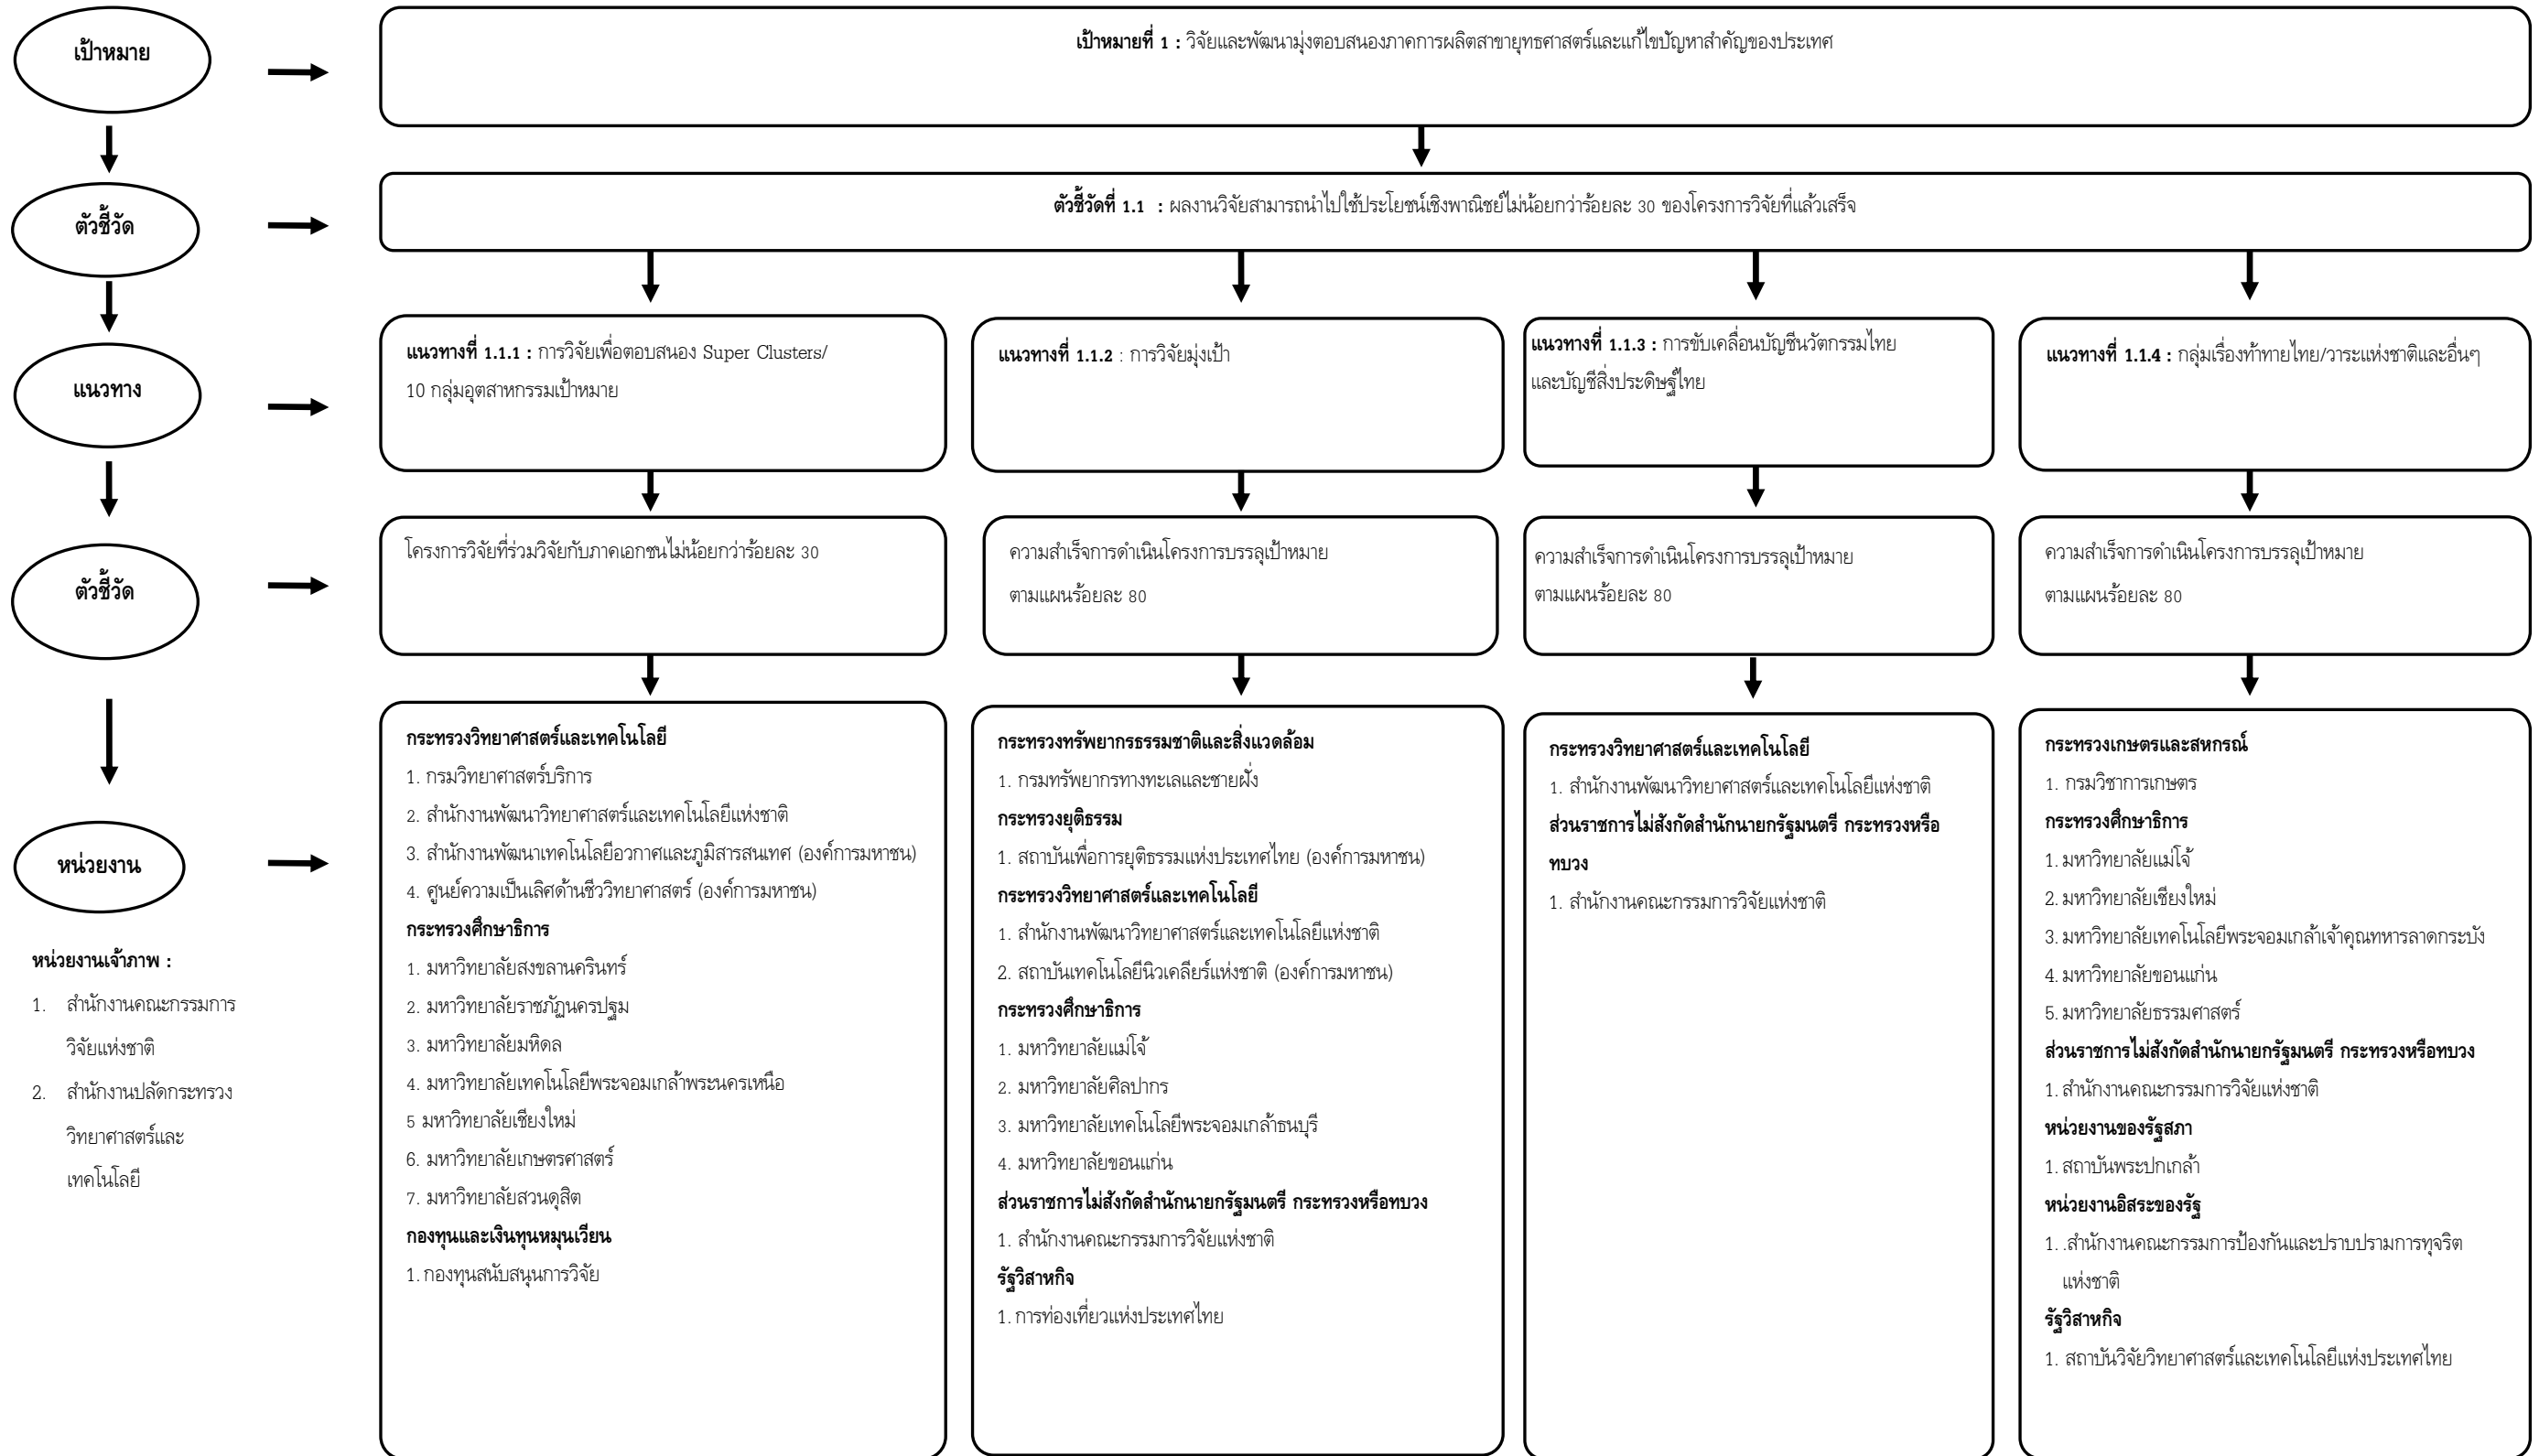 เป้าหมาย
เป้าหมายที่ 1 : วิจัยและพัฒนามุ่งตอบสนองภาคการผลิตสาขายุทธศาสตร์และแก้ไขปัญหาสำคัญของประเทศ
ตัวชี้วัด
ตัวชี้วัดที่ 1.1 : ผลงานวิจัยสามารถนำไปใช้ประโยชน์เชิงพาณิชย์ไม่น้อยกว่าร้อยละ 30 ของโครงการวิจัยที่แล้วเสร็จ
แนวทาง
แนวทางที่ 1.1.1 : การวิจัยเพื่อตอบสนอง Super Clusters/
10 กลุ่มอุตสาหกรรมเป้าหมาย
แนวทางที่ 1.1.2 : การวิจัยมุ่งเป้า
แนวทางที่ 1.1.3 : การขับเคลื่อนบัญชีนวัตกรรมไทย
และบัญชีสิ่งประดิษฐ์ไทย
แนวทางที่ 1.1.4 : กลุ่มเรื่องท้าทายไทย/วาระแห่งชาติและอื่นๆ
ตัวชี้วัด
โครงการวิจัยที่ร่วมวิจัยกับภาคเอกชนไม่น้อยกว่าร้อยละ 30
ความสำเร็จการดำเนินโครงการบรรลุเป้าหมาย
ตามแผนร้อยละ 80
ความสำเร็จการดำเนินโครงการบรรลุเป้าหมาย
ตามแผนร้อยละ 80
ความสำเร็จการดำเนินโครงการบรรลุเป้าหมาย
ตามแผนร้อยละ 80
หน่วยงาน
หน่วยงานเจ้าภาพ :
1. สำนักงานคณะกรรมการ
วิจัยแห่งชาติ
2. สำนักงานปลัดกระทรวง
วิทยาศาสตร์และ
เทคโนโลยี
กระทรวงวิทยาศาสตร์และเทคโนโลยี
1. กรมวิทยาศาสตร์บริการ
2. สำนักงานพัฒนาวิทยาศาสตร์และเทคโนโลยีแห่งชาติ
3. สำนักงานพัฒนาเทคโนโลยีอวกาศและภูมิสารสนเทศ (องค์การมหาชน)
4. ศูนย์ความเป็นเลิศด้านชีววิทยาศาสตร์ (องค์การมหาชน)
กระทรวงศึกษาธิการ
1. มหาวิทยาลัยสงขลานครินทร์
2. มหาวิทยาลัยราชภัฏนครปฐม
3. มหาวิทยาลัยมหิดล
4. มหาวิทยาลัยเทคโนโลยีพระจอมเกล้าพระนครเหนือ
5 มหาวิทยาลัยเชียงใหม่
6. มหาวิทยาลัยเกษตรศาสตร์
7. มหาวิทยาลัยสวนดุสิต
กองทุนและเงินทุนหมุนเวียน
1. กองทุนสนับสนุนการวิจัย
กระทรวงทรัพยากรธรรมชาติและสิ่งแวดล้อม
1. กรมทรัพยากรทางทะเลและชายฝั่ง
กระทรวงยุติธรรม
1. สถาบันเพื่อการยุติธรรมแห่งประเทศไทย (องค์การมหาชน)
กระทรวงวิทยาศาสตร์และเทคโนโลยี
1. สำนักงานพัฒนาวิทยาศาสตร์และเทคโนโลยีแห่งชาติ
2. สถาบันเทคโนโลยีนิวเคลียร์แห่งชาติ (องค์การมหาชน)
กระทรวงศึกษาธิการ
1. มหาวิทยาลัยแม่โจ้
2. มหาวิทยาลัยศิลปากร
3. มหาวิทยาลัยเทคโนโลยีพระจอมเกล้าธนบุรี
4. มหาวิทยาลัยขอนแก่น
ส่วนราชการไม่สังกัดสำนักนายกรัฐมนตรี กระทรวงหรือทบวง
1. สำนักงานคณะกรรมการวิจัยแห่งชาติ
รัฐวิสาหกิจ
1. การท่องเที่ยวแห่งประเทศไทย
กระทรวงวิทยาศาสตร์และเทคโนโลยี
1. สำนักงานพัฒนาวิทยาศาสตร์และเทคโนโลยีแห่งชาติ
ส่วนราชการไม่สังกัดสำนักนายกรัฐมนตรี กระทรวงหรือ
ทบวง
1. สำนักงานคณะกรรมการวิจัยแห่งชาติ
กระทรวงเกษตรและสหกรณ์
1. กรมวิชาการเกษตร
กระทรวงศึกษาธิการ
1. มหาวิทยาลัยแม่โจ้
2. มหาวิทยาลัยเชียงใหม่
3. มหาวิทยาลัยเทคโนโลยีพระจอมเกล้าเจ้าคุณทหารลาดกระบัง
4. มหาวิทยาลัยขอนแก่น
5. มหาวิทยาลัยธรรมศาสตร์
ส่วนราชการไม่สังกัดสำนักนายกรัฐมนตรี กระทรวงหรือทบวง
1. สำนักงานคณะกรรมการวิจัยแห่งชาติ
หน่วยงานของรัฐสภา
1. สถาบันพระปกเกล้า
หน่วยงานอิสระของรัฐ
1. .สำนักงานคณะกรรมการป้องกันและปราบปรามการทุจริต
แห่งชาติ
รัฐวิสาหกิจ
1. สถาบันวิจัยวิทยาศาสตร์และเทคโนโลยีแห่งประเทศไทย